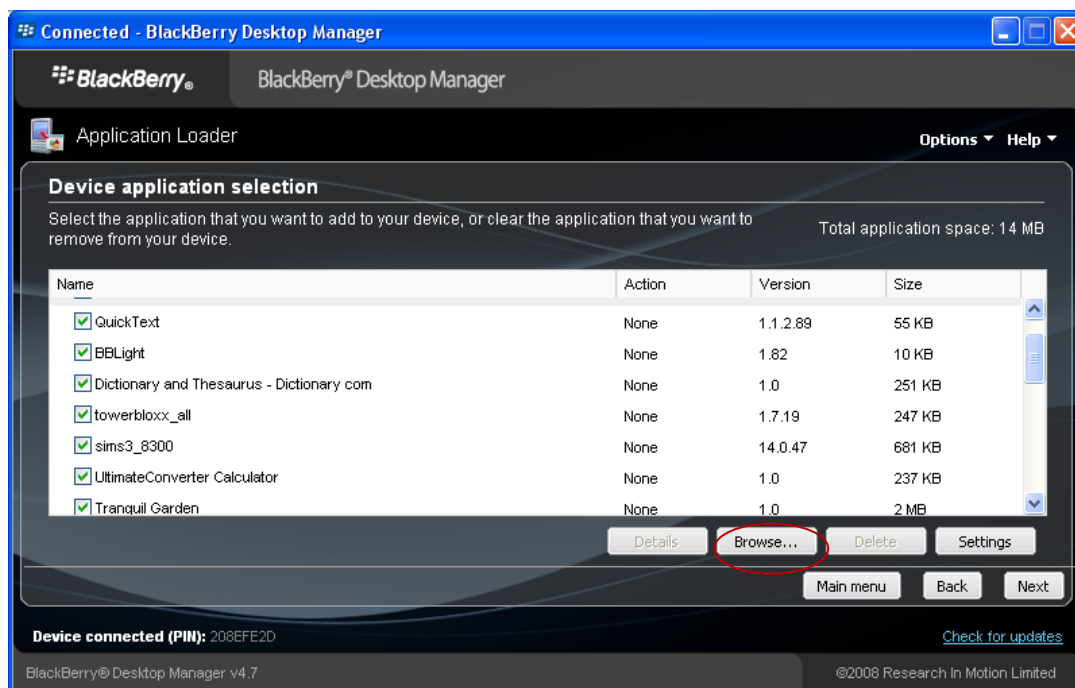 Connected - BlackBerry Desktop Manager
BlackBerry® BlackBerry® Desktop Manager
Application Loader
Options Help
Device application selection
Select the application that you want to add to your device, or clear the application that you want to
remove from your device.
Total application space: 14 MB
Name Action Version Size
QuickText None 1.1.2.89 55 KB
BBLight None 1.82 10 KB
Dictionary and Thesaurus - Dictionary com None 1.0 251 KB
towerbloxx_all None 1.7.19 247 KB
sims3_8300 None 14.0.47 681 KB
UltimateConverter Calculator None 1.0 237 KB
Tranquil Garden None 1.0 2 MB
Details Browse... Delete Settings
Main menu Back Next
Device connected (PIN): 208EFE2D Check for updates
BlackBerry® Desktop Manager v4.7 ©2008 Research In Motion Limited